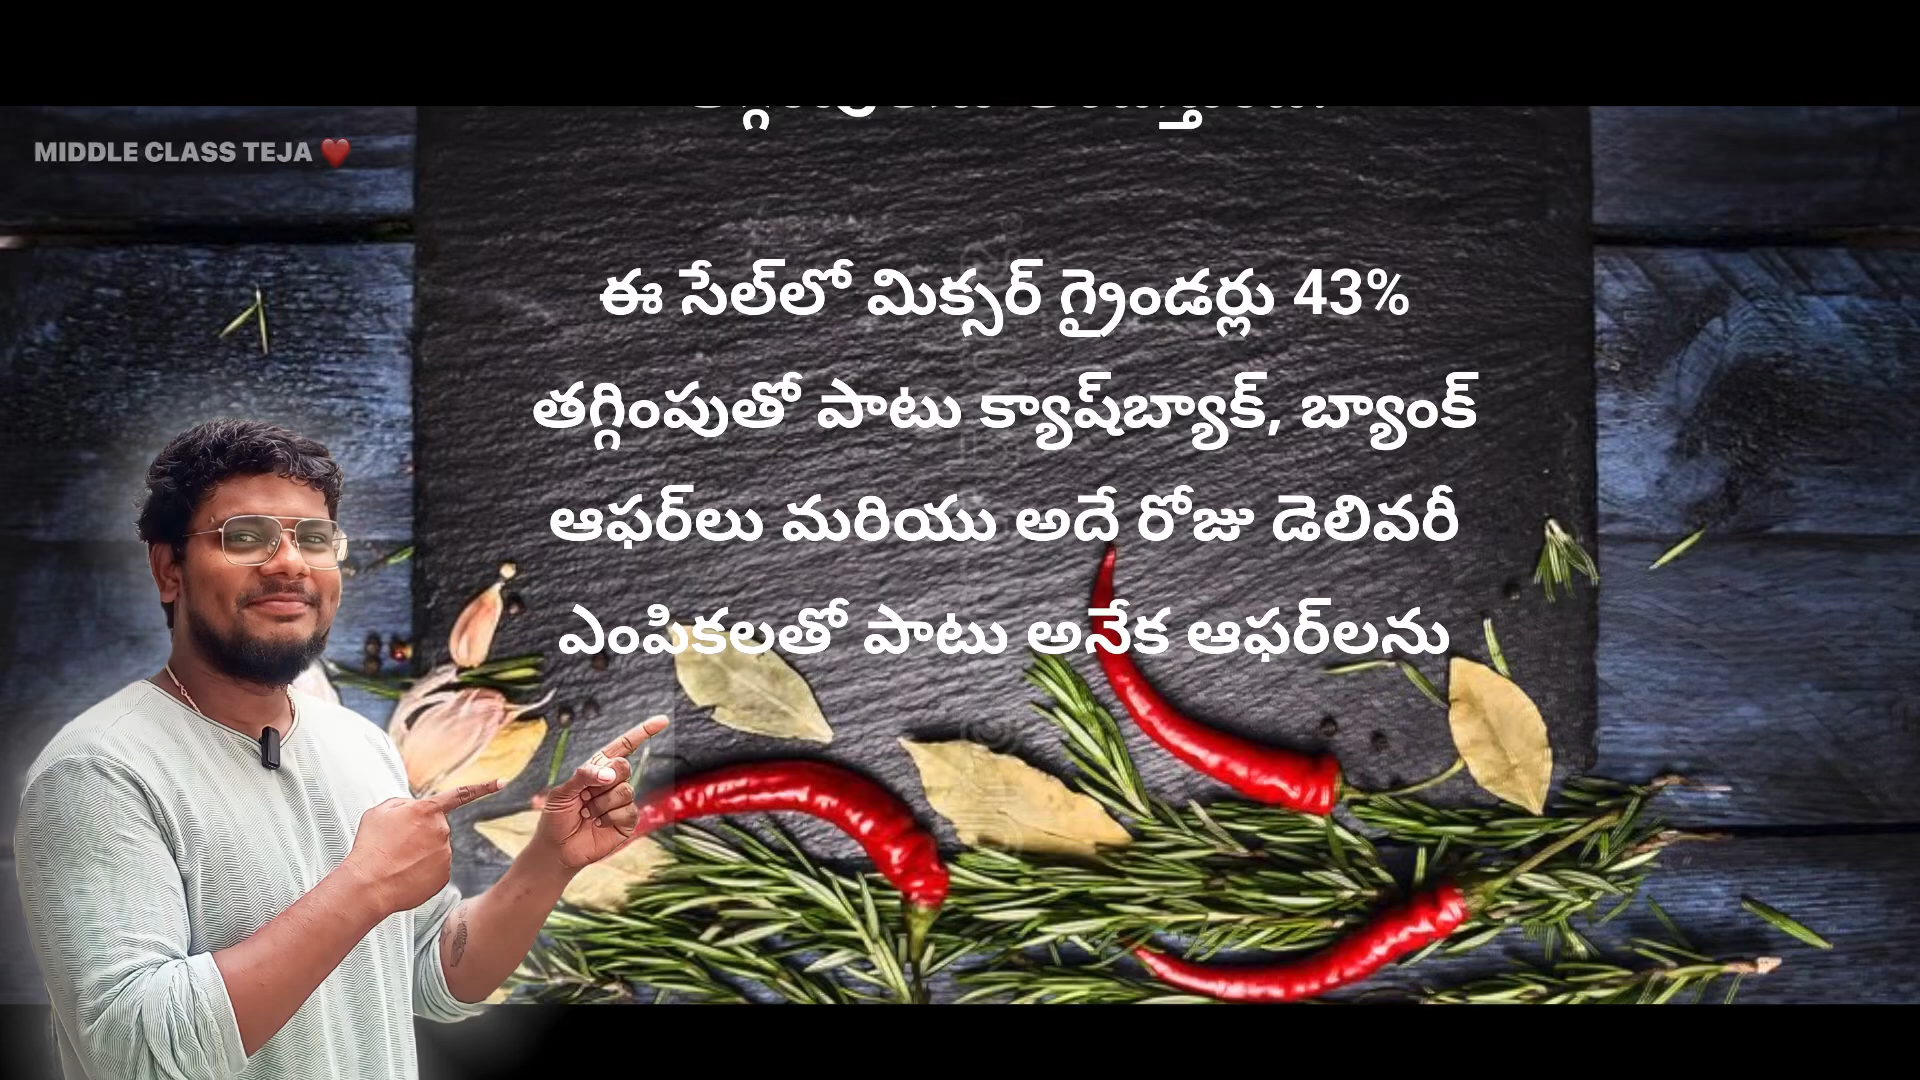 MIDDLE CLASS TEJA ❤️
ఈ సేల్‌లో మిక్సర్ గ్రైండర్లు 43%
తగ్గింపుతో పాటు క్యాష్‌బ్యాక్, బ్యాంక్
ఆఫర్‌లు మరియు అదే రోజు డెలివరీ
ఎంపికలతో పాటు అనేక ఆఫర్‌లను